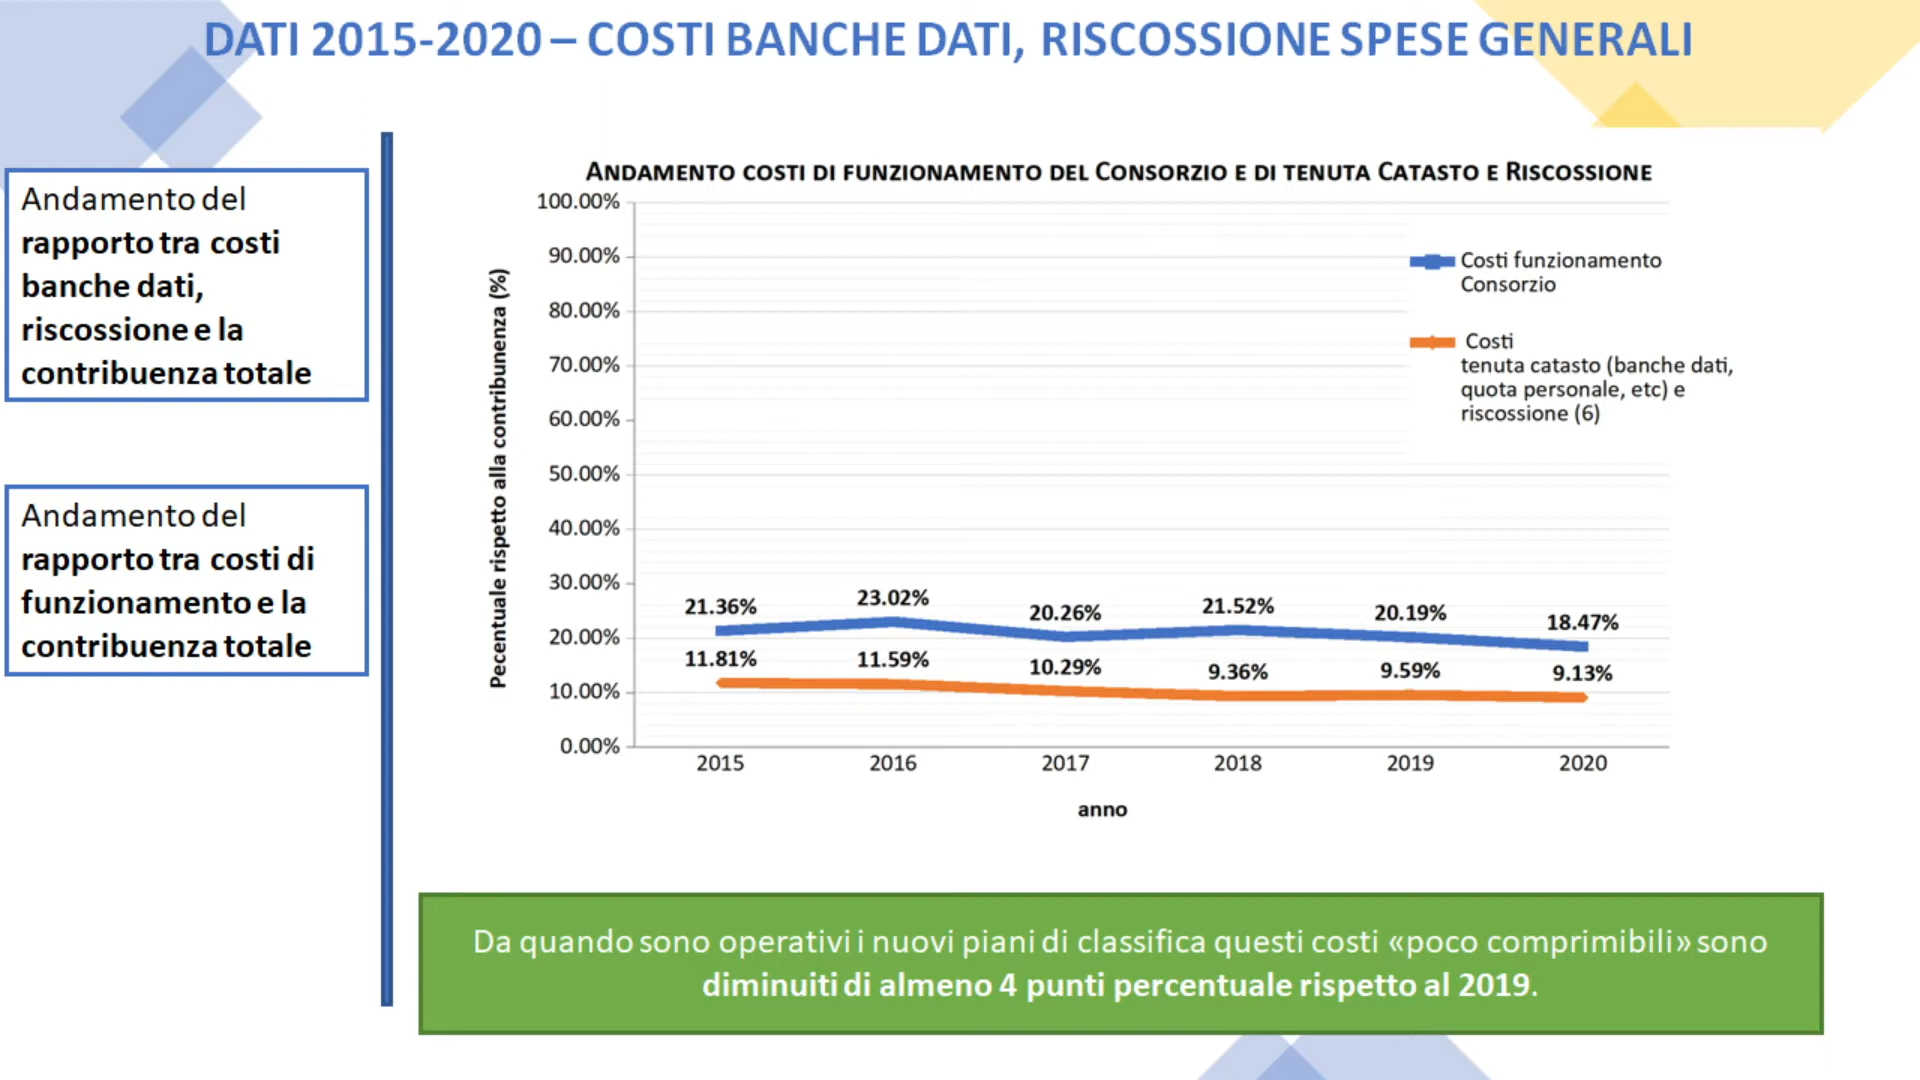 DATI 2015-2020 – COSTI BANCHE DATI, RISCOSSIONE SPESE GENERALI
Andamento del
rapporto tra costi
banche dati,
riscossione e la
contribuenza totale
Andamento del
rapporto tra costi di
funzionamento e la
contribuenza totale
ANDAMENTO COSTI DI FUNZIONAMENTO DEL CONSORZIO E DI TENUTA CATASTO E RISCOSSIONE
Pecentuale rispetto alla contribunenza (%)
100.00%
90.00%
80.00%
70.00%
60.00%
50.00%
40.00%
30.00%
20.00%
10.00%
0.00%
Costi funzionamento
Consorzio
Costi
tenuta catasto (banche dati,
quota personale, etc) e
riscossione (6)
21.36% 23.02% 20.26% 21.52% 20.19% 18.47%
11.81% 11.59% 10.29% 9.36% 9.59% 9.13%
2015 2016 2017 2018 2019 2020
anno
Da quando sono operativi i nuovi piani di classifica questi costi «poco comprimibili» sono
diminuiti di almeno 4 punti percentuale rispetto al 2019.